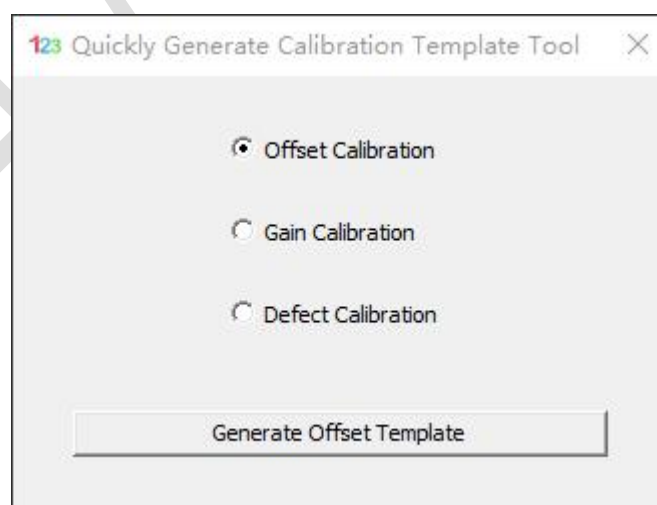 123 Quickly Generate Calibration Template Tool
Offset Calibration
Gain Calibration
Defect Calibration
Generate Offset Template